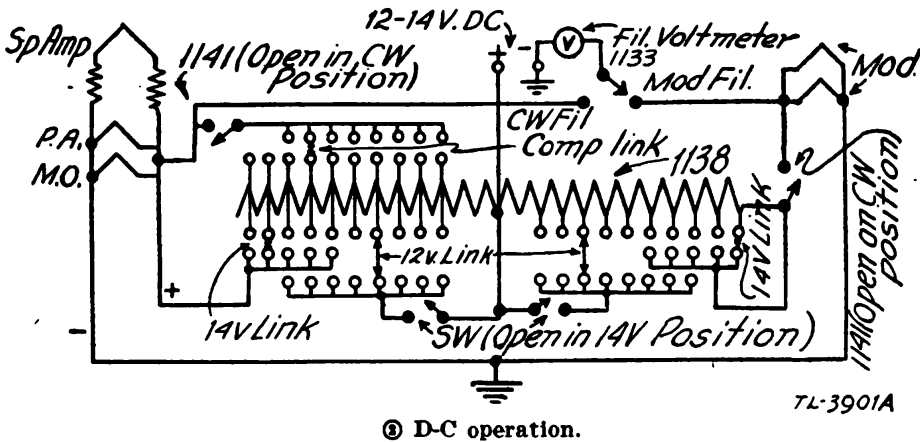 12-14V.DC
+ -
Sp Amp
1141 (Open in CW
Position)
V
Fil. Voltmeter
1133
Mod Fil.
Mod.
CW Fil
P.A.
M.O.
Comp link
1138
1141 (Open on CW
position)
12v. Link
14V Link
14v Link
+
-
SW (Open in 14V Position)
TL-3901A
② D-C operation.